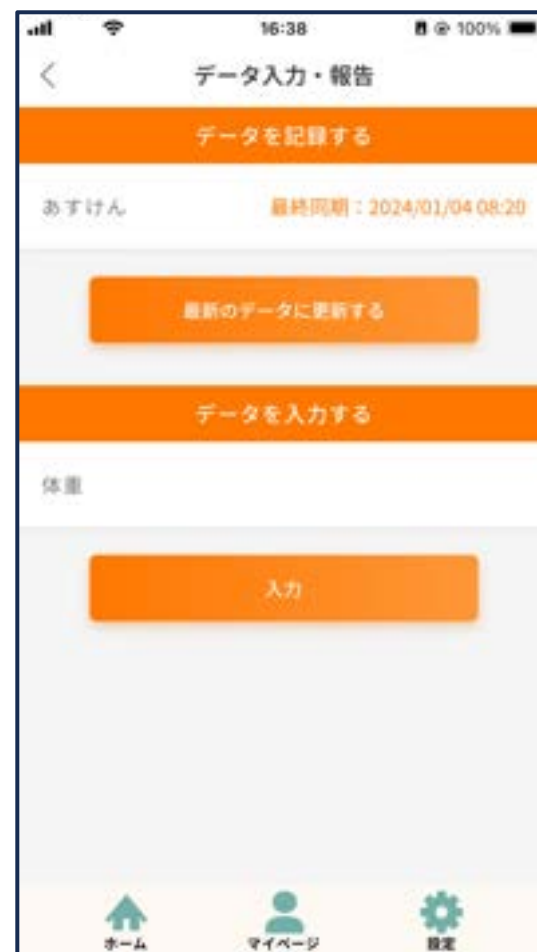 16:38
100%
データ入力・報告
データを記録する
あすけん 最終同期：2024/01/04 08:20
最新のデータに更新する
データを入力する
体重
入力
ホーム マイページ 設定